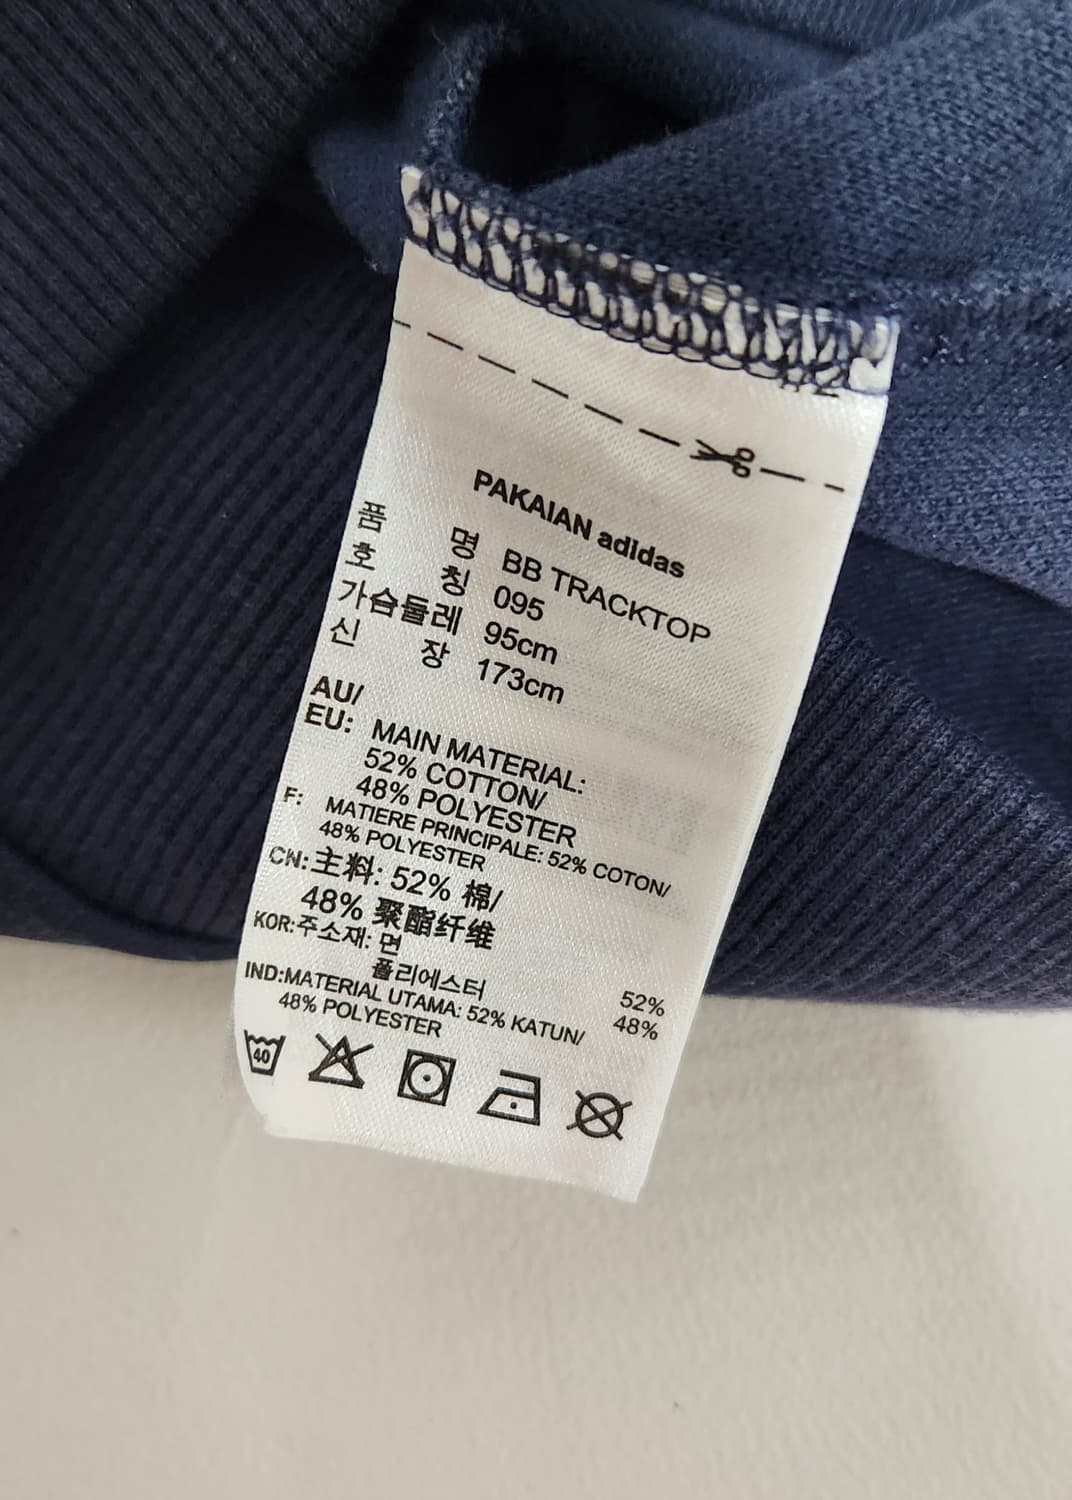 PAKAIAN adidas
품 명 BB TRACKTOP
호 칭 095
가슴둘레 95cm
신 장 173cm
AU/
EU: MAIN MATERIAL:
52% COTTON/
48% POLYESTER
F: MATIERE PRINCIPALE: 52% COTON/
48% POLYESTER
CN:主料: 52% 棉/
48% 聚酯纤维
KOR:주소재: 면 52%
폴리에스터 48%
IND:MATERIAL UTAMA: 52% KATUN/
48% POLYESTER
40